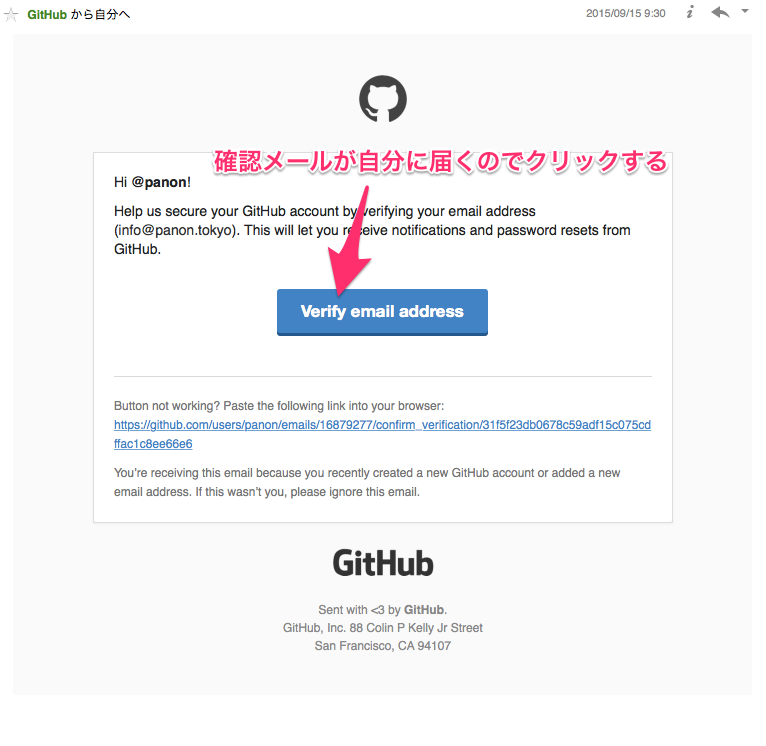 GitHub から自分へ
2015/09/15 9:30
確認メールが自分に届くのでクリックする
Hi @panon!
Help us secure your GitHub account by verifying your email address
(info@panon.tokyo). This will let you receive notifications and password resets from
GitHub.
Verify email address
Button not working? Paste the following link into your browser:
https://github.com/users/panon/emails/16879277/confirm_verification/31f5f23db0678c59adf15c075cd
ffac1c8ee66e6
You're receiving this email because you recently created a new GitHub account or added a new
email address. If this wasn't you, please ignore this email.
GitHub
Sent with <3 by GitHub.
GitHub, Inc. 88 Colin P Kelly Jr Street
San Francisco, CA 94107